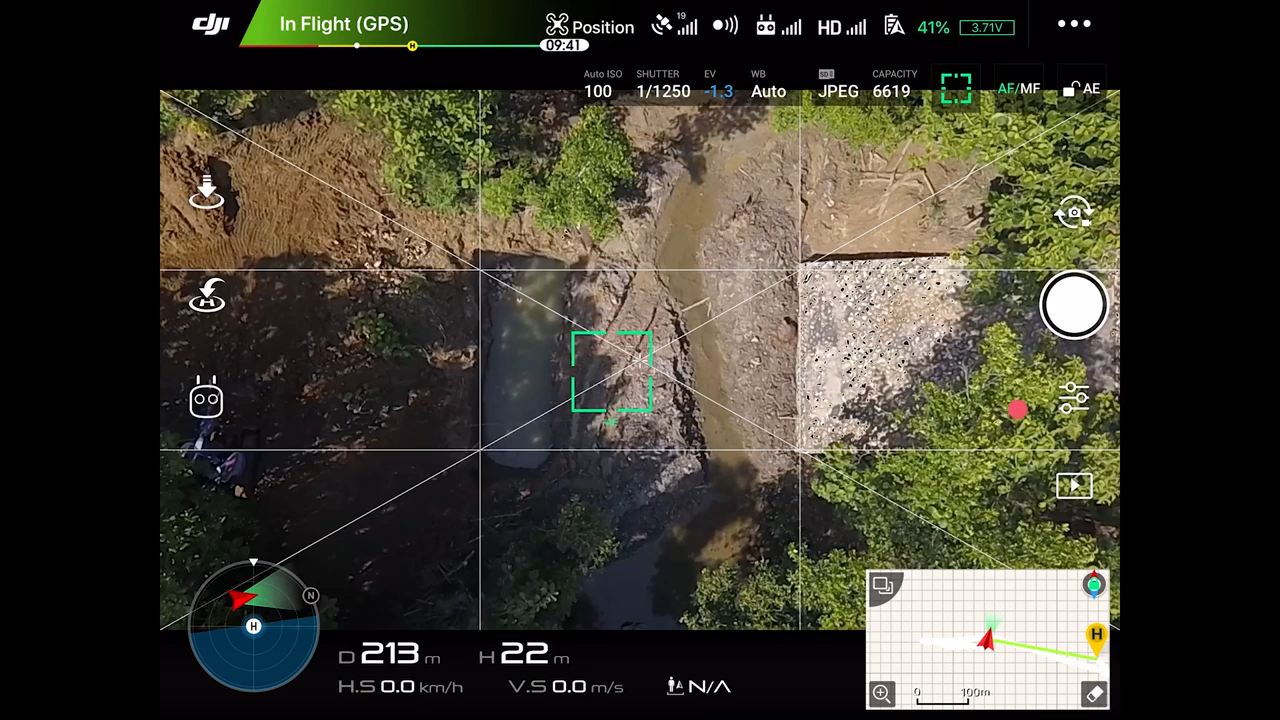 dji In Flight (GPS) Position 19 HD 41% 3.71V
H 09:41
Auto ISO SHUTTER EV WB SD CAPACITY
100 1/1250 -1.3 Auto JPEG 6619 AF/MF AE
H
AF
N
H
H
D 213 m H 22 m
H.S 0.0 km/h V.S 0.0 m/s N/A
0 100m